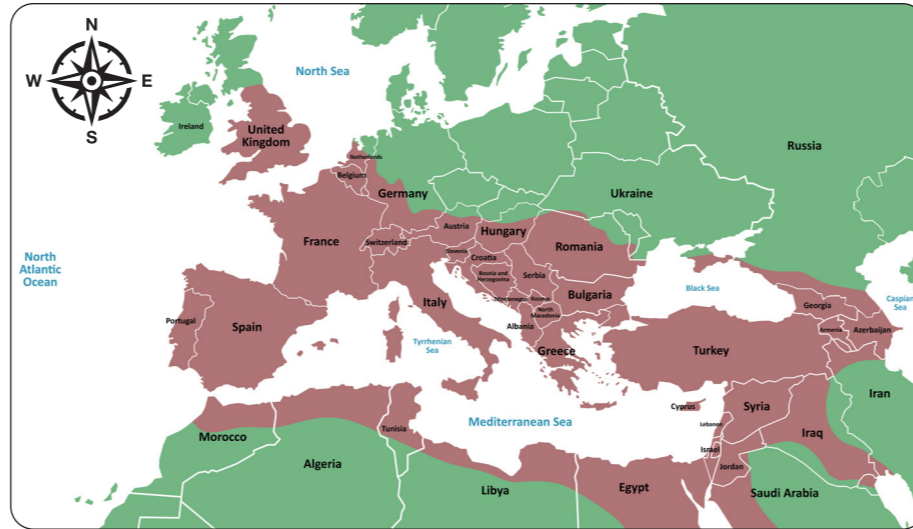 N
W
E
S
North Sea
Ireland
United
Kingdom
Netherlands
Belgium
Germany
Russia
Ukraine
North
Atlantic
Ocean
France
Switzerland
Austria
Hungary
Slovenia
Croatia
Bosnia and
Herzegovina
Serbia
Romania
Montenegro
Kosovo
North
Macedonia
Bulgaria
Albania
Greece
Italy
Tyrrhenian
Sea
Portugal
Spain
Black Sea
Georgia
Armenia
Azerbaijan
Caspian
Sea
Turkey
Mediterranean Sea
Cyprus
Syria
Lebanon
Israel
Jordan
Iraq
Iran
Morocco
Algeria
Tunisia
Libya
Egypt
Saudi Arabia